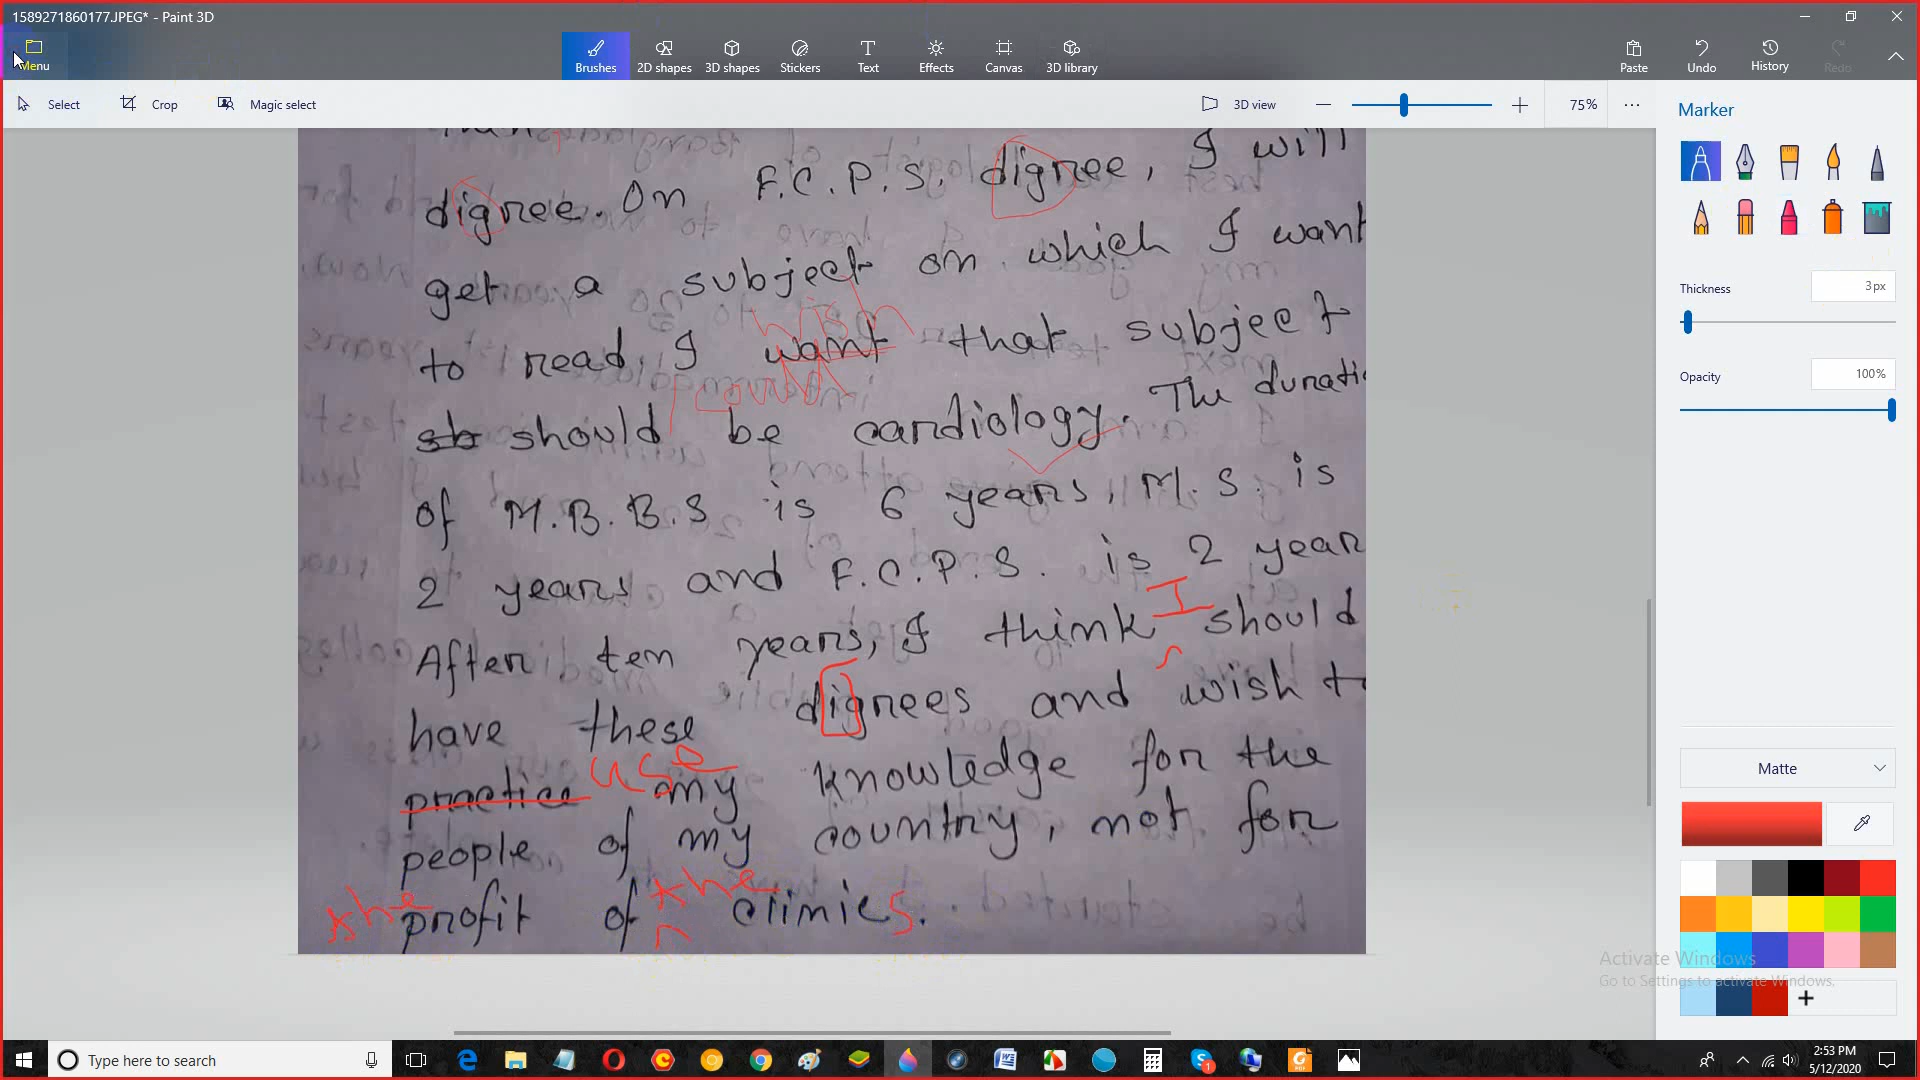 1589271860177.JPEG* - Paint 3D
Menu
Brushes
2D shapes
3D shapes
Stickers
Text
Effects
Canvas
3D library
Paste
Undo
History
Redo
Select
Crop
Magic select
3D view
75%
Marker
Thickness
3px
Opacity
100%
Matte
digree. On F.C.P.S. digree, I will
get a subject on which I want
wish
to read, I want that subject
could
sb should be cardiology. The durati
of M.B.B.S is 6 years, M.S. is
2 years and F.C.P.S. is 2 year
I
After ten years, I think should
have these digrees and wish to
use
practice my knowledge for the
people of my country, not for
the profit of the clinics.
Activate Windows
Go to Settings to activate Windows.
Type here to search
2:53 PM
5/12/2020